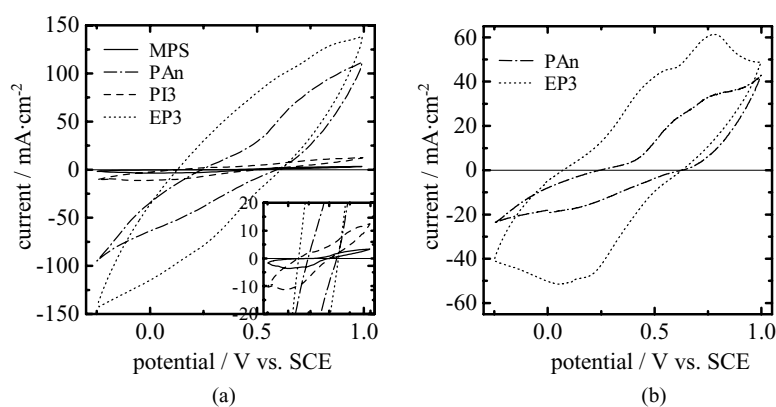 (a)
150
100
50
0
-50
-100
-150
current / mA·cm⁻²
MPS
PAn
PI3
EP3
20
10
0
-10
-20
0.0
0.5
1.0
potential / V vs. SCE
(a)
(b)
60
40
20
0
-20
-40
-60
current / mA·cm⁻²
PAn
EP3
0.0
0.5
1.0
potential / V vs. SCE
(b)